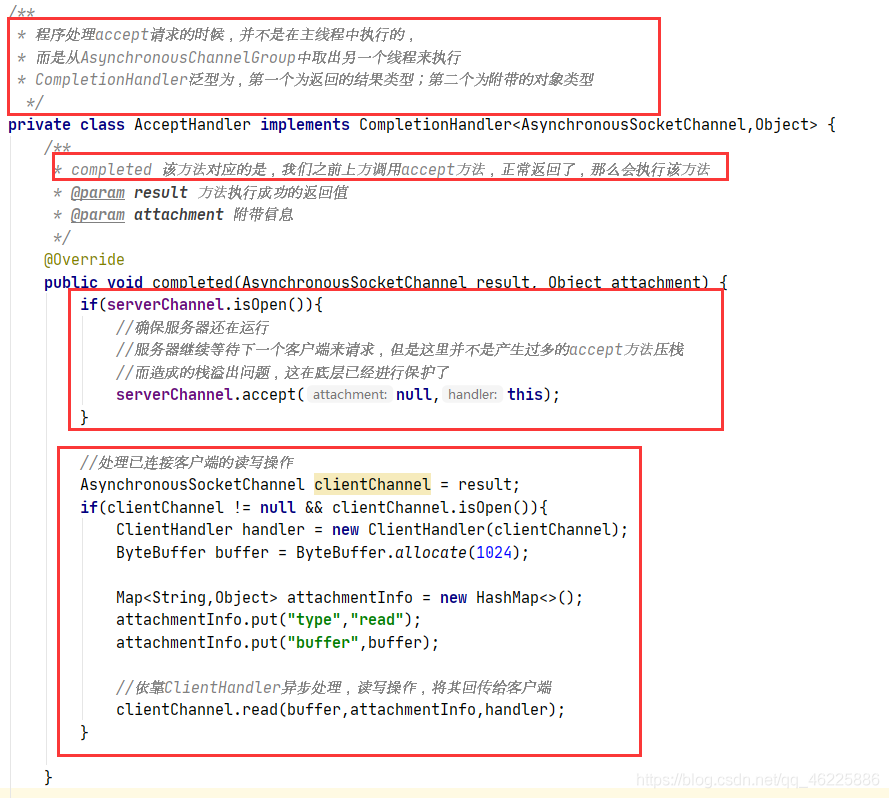 /**
* 程序处理accept请求的时候，并不是在主线程中执行的，
* 而是从AsynchronousChannelGroup中取出另一个线程来执行
* CompletionHandler泛型为，第一个为返回的结果类型；第二个为附带的对象类型
*/
private class AcceptHandler implements CompletionHandler<AsynchronousSocketChannel,Object> {
/**
* completed 该方法对应的是，我们之前上方调用accept方法，正常返回了，那么会执行该方法
* @param result 方法执行成功的返回值
* @param attachment 附带信息
*/
@Override
public void completed(AsynchronousSocketChannel result, Object attachment) {
if(serverChannel.isOpen()){
//确保服务器还在运行
//服务器继续等待下一个客户端来请求，但是这里并不是产生过多的accept方法压栈
//而造成的栈溢出问题，这在底层已经进行保护了
serverChannel.accept( attachment: null, handler: this);
}
//处理已连接客户端的读写操作
AsynchronousSocketChannel clientChannel = result;
if(clientChannel != null && clientChannel.isOpen()){
ClientHandler handler = new ClientHandler(clientChannel);
ByteBuffer buffer = ByteBuffer.allocate(1024);
Map<String,Object> attachmentInfo = new HashMap<>();
attachmentInfo.put("type","read");
attachmentInfo.put("buffer",buffer);
//依靠ClientHandler异步处理，读写操作，将其回传给客户端
clientChannel.read(buffer,attachmentInfo,handler);
}
}
https://blog.csdn.net/qq_46225886